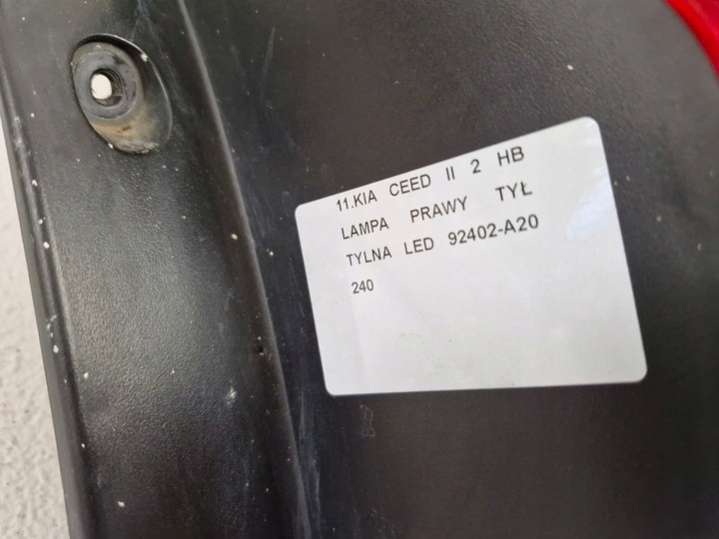 11.KIA CEED II 2 HB
LAMPA PRAWY TYŁ
TYLNA LED 92402-A20
240